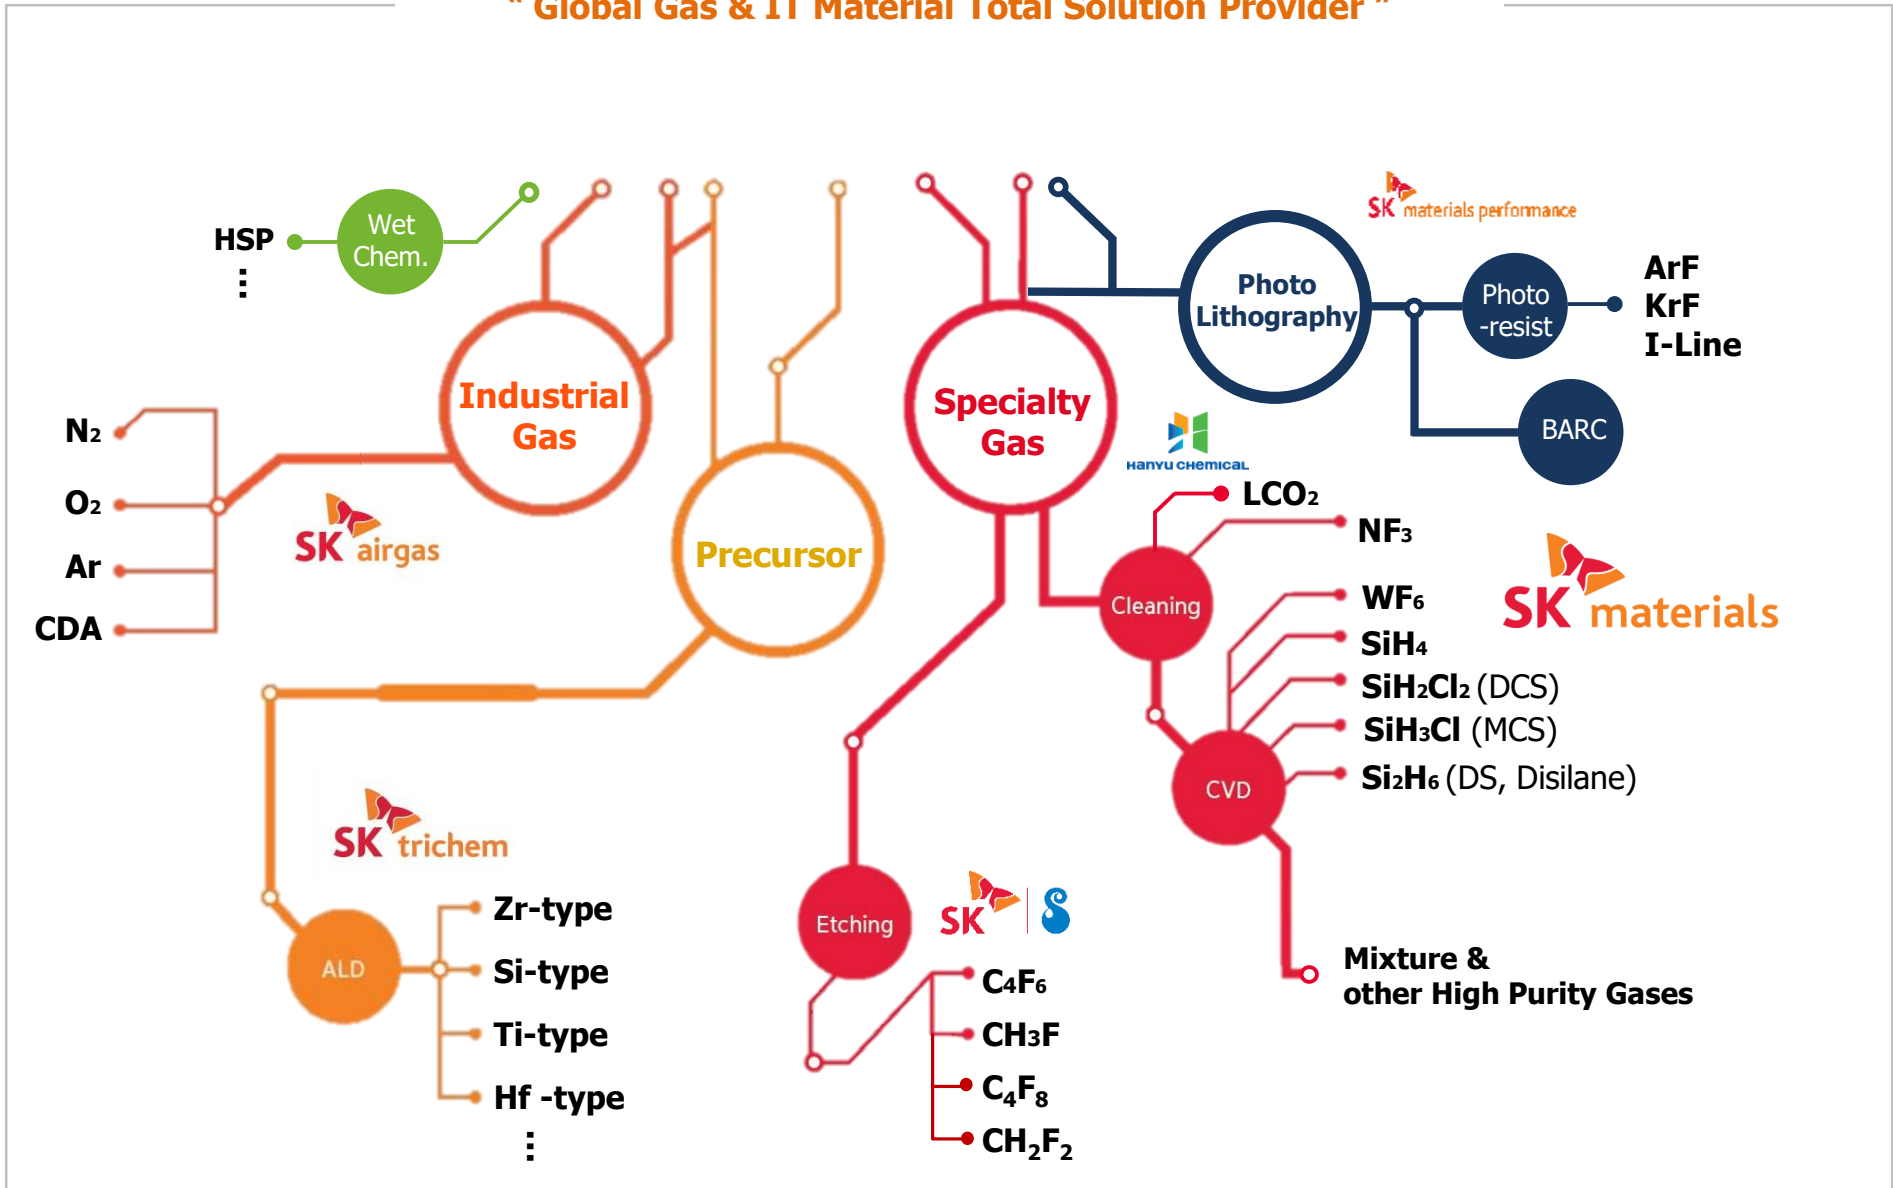 “ Global Gas & IT Material Total Solution Provider ”
Wet
Chem.
HSP
⋮
Industrial
Gas
N₂
O₂
Ar
CDA
SK airgas
Precursor
SK trichem
ALD
Zr-type
Si-type
Ti-type
Hf -type
⋮
Specialty
Gas
Etching
SK
C₄F₆
CH₃F
C₄F₈
CH₂F₂
HANYU CHEMICAL
Cleaning
LCO₂
NF₃
CVD
WF₆
SiH₄
SiH₂Cl₂ (DCS)
SiH₃Cl (MCS)
Si₂H₆ (DS, Disilane)
SK materials
Mixture &
other High Purity Gases
Photo
Lithography
SK materials performance
Photo
-resist
ArF
KrF
I-Line
BARC